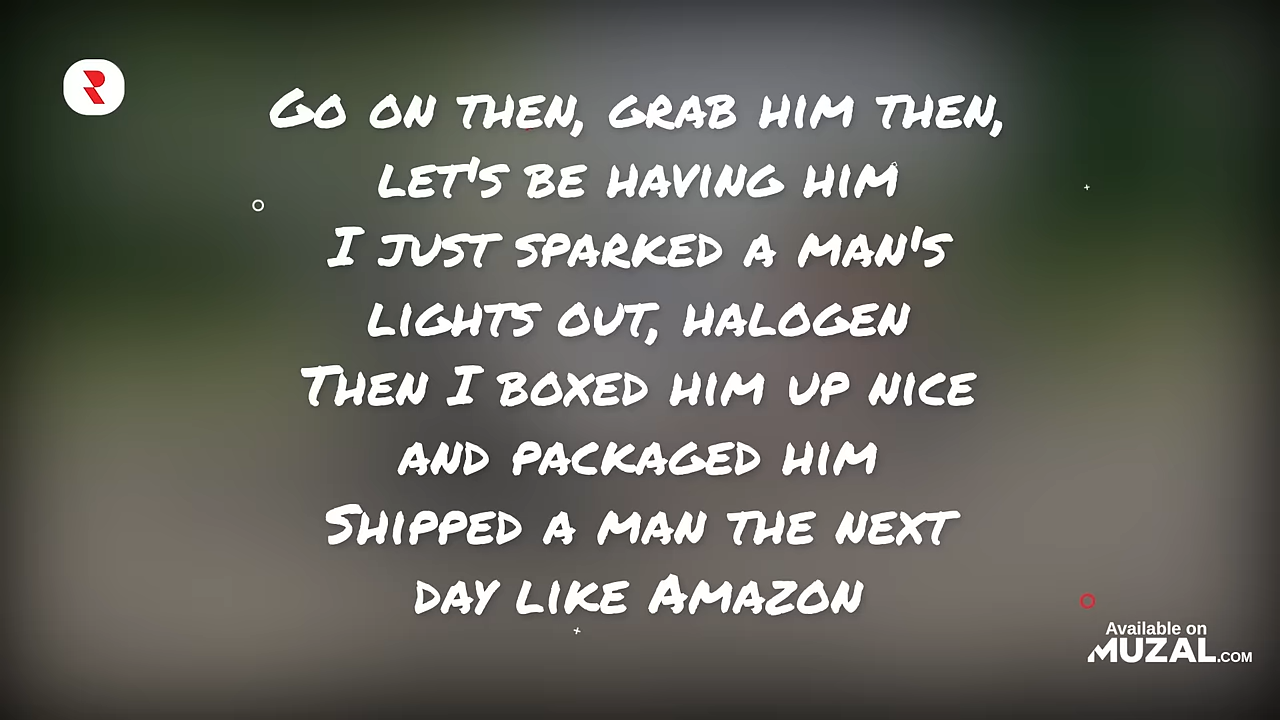 Go on then, grab him then,
let's be having him
I just sparked a man's
lights out, halogen
Then I boxed him up nice
and packaged him
Shipped a man the next
day like Amazon
Available on
MUZAL.COM